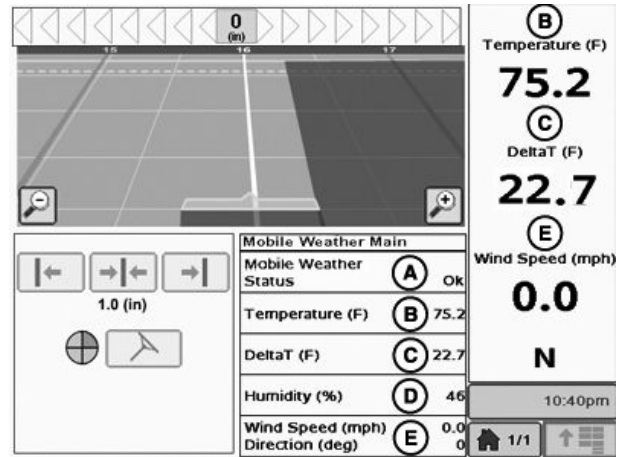 0
(in)
15 16 17
1.0 (in)
Mobile Weather Main
Mobile Weather
Status A Ok
Temperature (F) B 75.2
DeltaT (F) C 22.7
Humidity (%) D 46
Wind Speed (mph) 0.0
Direction (deg) E 0
B
Temperature (F)
75.2
C
DeltaT (F)
22.7
E
Wind Speed (mph)
0.0
N
10:40pm
1/1